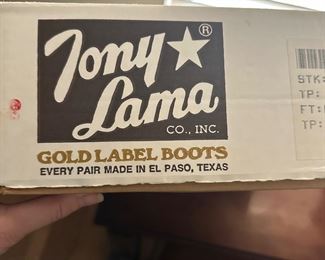 Tony ®
Lama
CO., INC.
GOLD LABEL BOOTS
EVERY PAIR MADE IN EL PASO, TEXAS
STK:
TP:
FT:
TP: